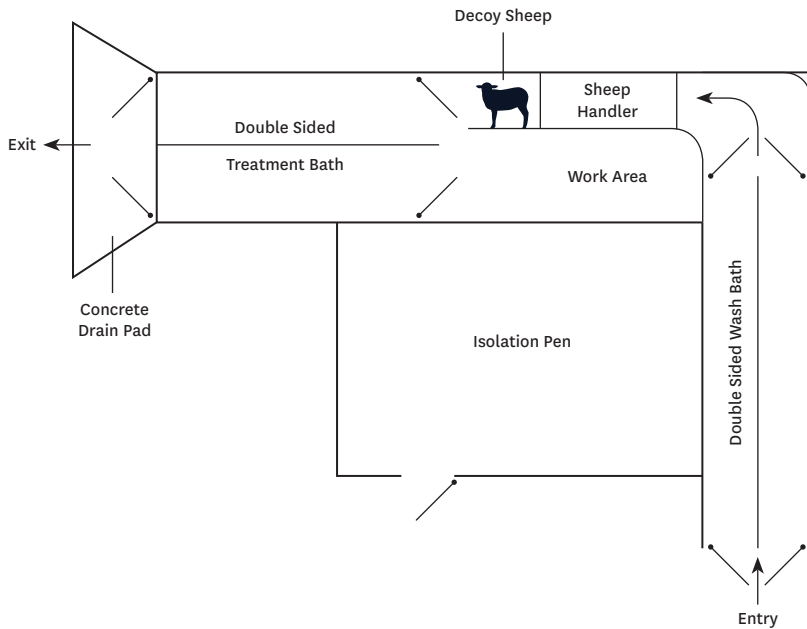 Decoy Sheep
Sheep
Handler
Exit
Double Sided
Treatment Bath
Work Area
Concrete
Drain Pad
Isolation Pen
Double Sided Wash Bath
Entry